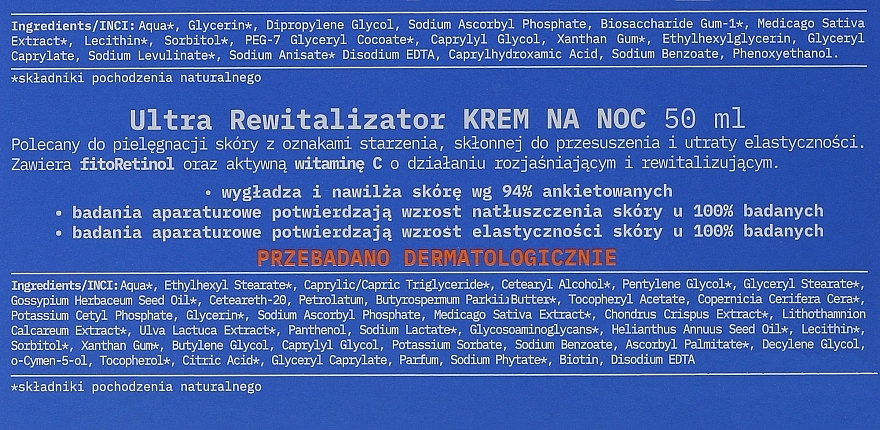 Ingredients/INCI: Aqua*, Glycerin*, Dipropylene Glycol, Sodium Ascorbyl Phosphate, Biosaccharide Gum-1*, Medicago Sativa
Extract*, Lecithin*, Sorbitol*, PEG-7 Glyceryl Cocoate*, Caprylyl Glycol, Xanthan Gum*, Ethylhexylglycerin, Glyceryl
Caprylate, Sodium Levulinate*, Sodium Anisate* Disodium EDTA, Caprylhydroxamic Acid, Sodium Benzoate, Phenoxyethanol.
*składniki pochodzenia naturalnego
Ultra Rewitalizator KREM NA NOC 50 ml
Polecany do pielęgnacji skóry z oznakami starzenia, skłonnej do przesuszenia i utraty elastyczności.
Zawiera fitoRetinol oraz aktywną witaminę C o działaniu rozjaśniającym i rewitalizującym.
• wygładza i nawilża skórę wg 94% ankietowanych
• badania aparaturowe potwierdzają wzrost natłuszczenia skóry u 100% badanych
• badania aparaturowe potwierdzają wzrost elastyczności skóry u 100% badanych
PRZEBADANO DERMATOLOGICZNIE
Ingredients/INCI: Aqua*, Ethylhexyl Stearate*, Caprylic/Capric Triglyceride*, Cetearyl Alcohol*, Pentylene Glycol*, Glyceryl Stearate*,
Gossypium Herbaceum Seed Oil*, Ceteareth-20, Petrolatum, Butyrospermum Parkii Butter*, Tocopheryl Acetate, Copernicia Cerifera Cera*,
Potassium Cetyl Phosphate, Glycerin*, Sodium Ascorbyl Phosphate, Medicago Sativa Extract*, Chondrus Crispus Extract*, Lithothamnion
Calcareum Extract*, Ulva Lactuca Extract*, Panthenol, Sodium Lactate*, Glycosoaminoglycans*, Helianthus Annuus Seed Oil*, Lecithin*,
Sorbitol*, Xanthan Gum*, Butylene Glycol, Caprylyl Glycol, Potassium Sorbate, Sodium Benzoate, Ascorbyl Palmitate*, Decylene Glycol,
o-Cymen-5-ol, Tocopherol*, Citric Acid*, Glyceryl Caprylate, Parfum, Sodium Phytate*, Biotin, Disodium EDTA
*składniki pochodzenia naturalnego